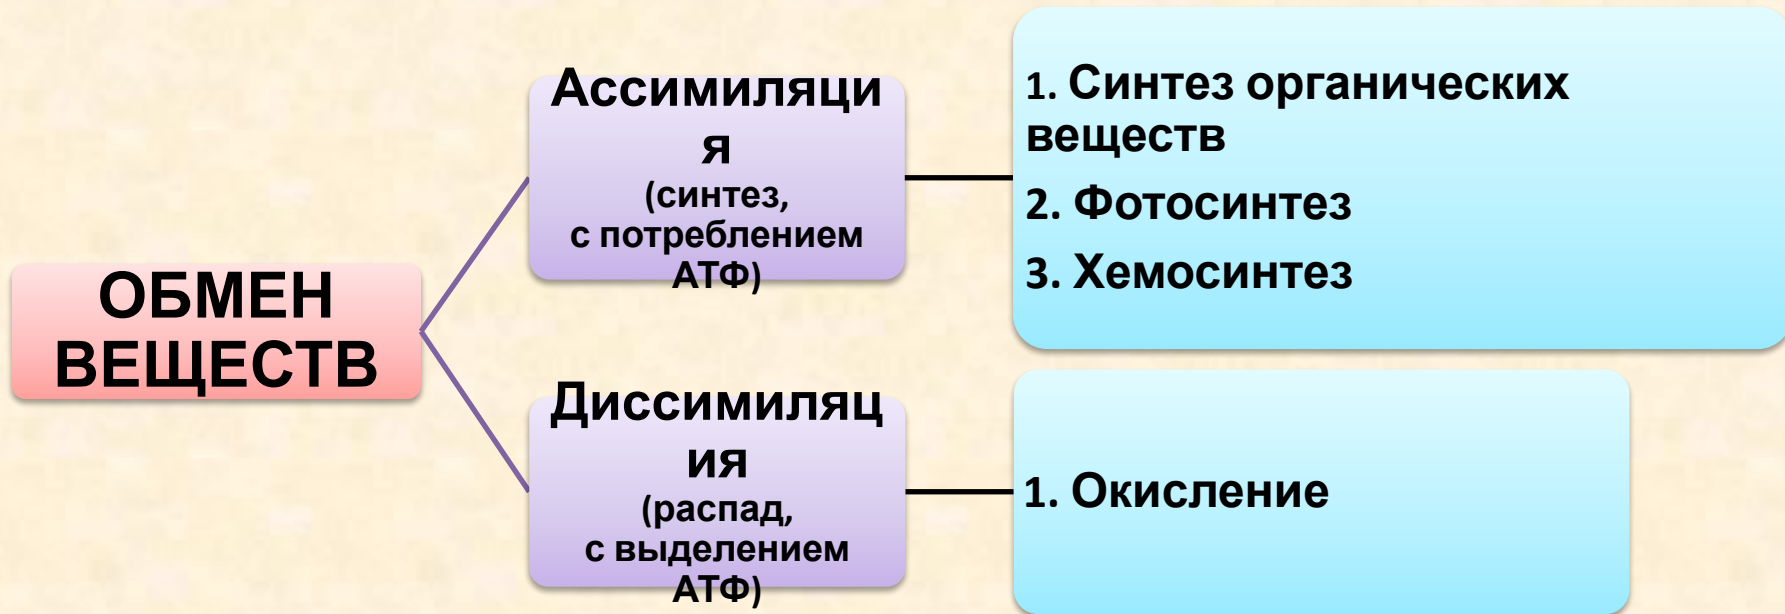 ОБМЕН
ВЕЩЕСТВ
Ассимиляци
я
(синтез,
с потреблением
АТФ)
1. Синтез органических
веществ
2. Фотосинтез
3. Хемосинтез
Диссимиляц
ия
(распад,
с выделением
АТФ)
1. Окисление